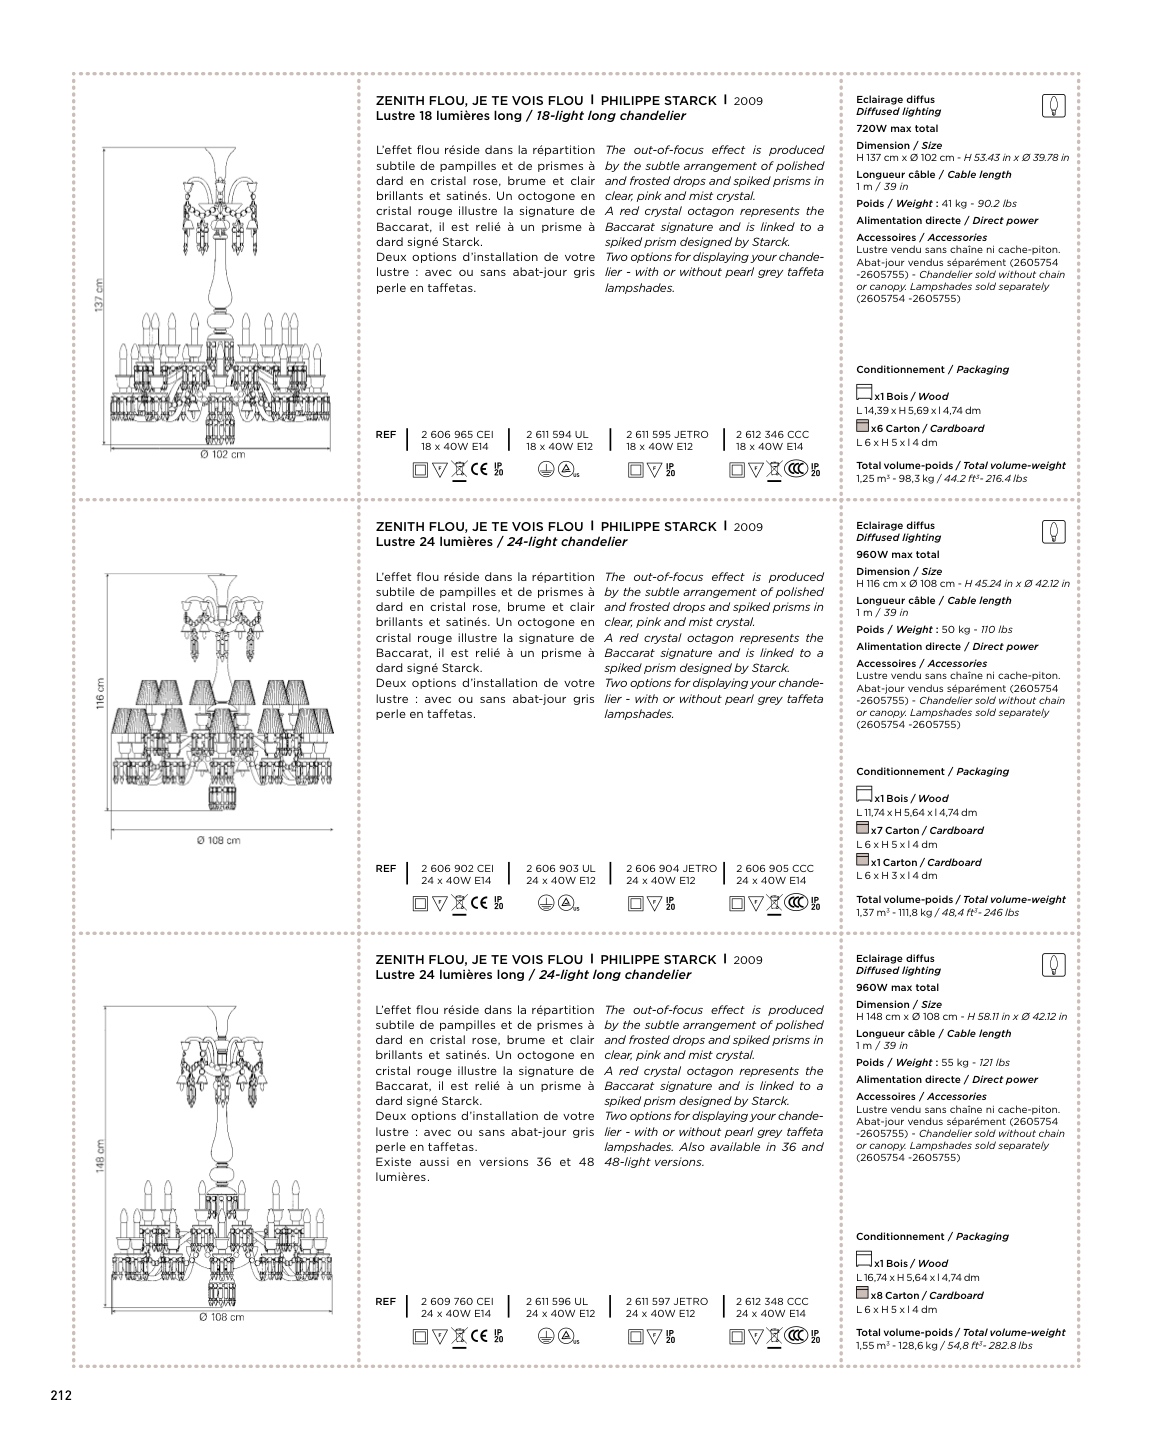 137 cm
Ø 102 cm
ZENITH FLOU, JE TE VOIS FLOU I PHILIPPE STARCK I 2009
Lustre 18 lumières long / 18-light long chandelier
L'effet flou réside dans la répartition
subtile de pampilles et de prismes à
dard en cristal rose, brume et clair
brillants et satinés. Un octogone en
cristal rouge illustre la signature de
Baccarat, il est relié à un prisme à
dard signé Starck.
Deux options d'installation de votre
lustre : avec ou sans abat-jour gris
perle en taffetas.
The out-of-focus effect is produced
by the subtle arrangement of polished
and frosted drops and spiked prisms in
clear, pink and mist crystal.
A red crystal octagon represents the
Baccarat signature and is linked to a
spiked prism designed by Starck.
Two options for displaying your chande-
lier - with or without pearl grey taffeta
lampshades.
REF
2 606 965 CEI
18 x 40W E14
2 611 594 UL
18 x 40W E12
2 611 595 JETRO
18 x 40W E12
2 612 346 CCC
18 x 40W E14
F CE IP 20
US
F IP 20
F CCC IP 20
Eclairage diffus
Diffused lighting
720W max total
Dimension / Size
H 137 cm x Ø 102 cm - H 53.43 in x Ø 39.78 in
Longueur câble / Cable length
1 m / 39 in
Poids / Weight : 41 kg - 90.2 lbs
Alimentation directe / Direct power
Accessoires / Accessories
Lustre vendu sans chaîne ni cache-piton.
Abat-jour vendus séparément (2605754
-2605755) - Chandelier sold without chain
or canopy. Lampshades sold separately
(2605754 -2605755)
Conditionnement / Packaging
x1 Bois / Wood
L 14,39 x H 5,69 x l 4,74 dm
x6 Carton / Cardboard
L 6 x H 5 x l 4 dm
Total volume-poids / Total volume-weight
1,25 m³ - 98,3 kg / 44.2 ft³- 216.4 lbs
116 cm
Ø 108 cm
ZENITH FLOU, JE TE VOIS FLOU I PHILIPPE STARCK I 2009
Lustre 24 lumières / 24-light chandelier
L'effet flou réside dans la répartition
subtile de pampilles et de prismes à
dard en cristal rose, brume et clair
brillants et satinés. Un octogone en
cristal rouge illustre la signature de
Baccarat, il est relié à un prisme à
dard signé Starck.
Deux options d'installation de votre
lustre : avec ou sans abat-jour gris
perle en taffetas.
The out-of-focus effect is produced
by the subtle arrangement of polished
and frosted drops and spiked prisms in
clear, pink and mist crystal.
A red crystal octagon represents the
Baccarat signature and is linked to a
spiked prism designed by Starck.
Two options for displaying your chande-
lier - with or without pearl grey taffeta
lampshades.
REF
2 606 902 CEI
24 x 40W E14
2 606 903 UL
24 x 40W E12
2 606 904 JETRO
24 x 40W E12
2 606 905 CCC
24 x 40W E14
F CE IP 20
US
F IP 20
F CCC IP 20
Eclairage diffus
Diffused lighting
960W max total
Dimension / Size
H 116 cm x Ø 108 cm - H 45.24 in x Ø 42.12 in
Longueur câble / Cable length
1 m / 39 in
Poids / Weight : 50 kg - 110 lbs
Alimentation directe / Direct power
Accessoires / Accessories
Lustre vendu sans chaîne ni cache-piton.
Abat-jour vendus séparément (2605754
-2605755) - Chandelier sold without chain
or canopy. Lampshades sold separately
(2605754 -2605755)
Conditionnement / Packaging
x1 Bois / Wood
L 11,74 x H 5,64 x l 4,74 dm
x7 Carton / Cardboard
L 6 x H 5 x l 4 dm
x1 Carton / Cardboard
L 6 x H 3 x l 4 dm
Total volume-poids / Total volume-weight
1,37 m³ - 111,8 kg / 48,4 ft³- 246 lbs
148 cm
Ø 108 cm
ZENITH FLOU, JE TE VOIS FLOU I PHILIPPE STARCK I 2009
Lustre 24 lumières long / 24-light long chandelier
L'effet flou réside dans la répartition
subtile de pampilles et de prismes à
dard en cristal rose, brume et clair
brillants et satinés. Un octogone en
cristal rouge illustre la signature de
Baccarat, il est relié à un prisme à
dard signé Starck.
Deux options d'installation de votre
lustre : avec ou sans abat-jour gris
perle en taffetas.
Existe aussi en versions 36 et 48
lumières.
The out-of-focus effect is produced
by the subtle arrangement of polished
and frosted drops and spiked prisms in
clear, pink and mist crystal.
A red crystal octagon represents the
Baccarat signature and is linked to a
spiked prism designed by Starck.
Two options for displaying your chande-
lier - with or without pearl grey taffeta
lampshades. Also available in 36 and
48-light versions.
REF
2 609 760 CEI
24 x 40W E14
2 611 596 UL
24 x 40W E12
2 611 597 JETRO
24 x 40W E12
2 612 348 CCC
24 x 40W E14
F CE IP 20
US
F IP 20
F CCC IP 20
Eclairage diffus
Diffused lighting
960W max total
Dimension / Size
H 148 cm x Ø 108 cm - H 58.11 in x Ø 42.12 in
Longueur câble / Cable length
1 m / 39 in
Poids / Weight : 55 kg - 121 lbs
Alimentation directe / Direct power
Accessoires / Accessories
Lustre vendu sans chaîne ni cache-piton.
Abat-jour vendus séparément (2605754
-2605755) - Chandelier sold without chain
or canopy. Lampshades sold separately
(2605754 -2605755)
Conditionnement / Packaging
x1 Bois / Wood
L 16,74 x H 5,64 x l 4,74 dm
x8 Carton / Cardboard
L 6 x H 5 x l 4 dm
Total volume-poids / Total volume-weight
1,55 m³ - 128,6 kg / 54,8 ft³- 282.8 lbs
212